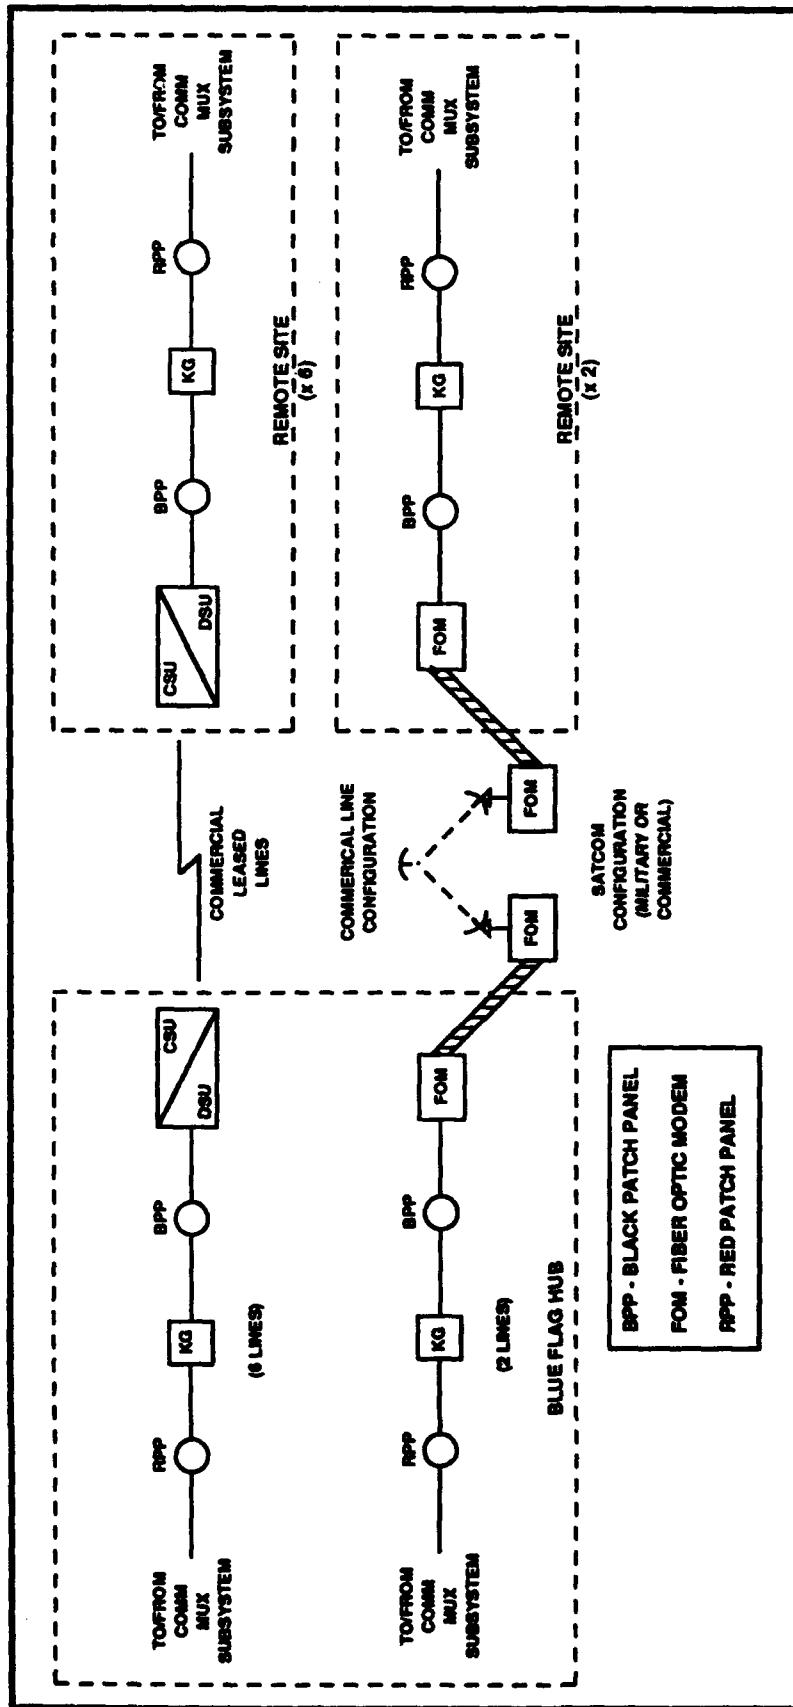 TO/FROM
COMM
MUX
SUBSYSTEM
RPP
KG
BPP
DSU
CSU
(6 LINES)
COMMERCIAL
LEASED
LINES
CSU
DSU
BPP
KG
RPP
TO/FROM
COMM
MUX
SUBSYSTEM
REMOTE SITE
(x 6)
COMMERICAL LINE
CONFIGURATION
TO/FROM
COMM
MUX
SUBSYSTEM
RPP
KG
BPP
FOM
(2 LINES)
BLUE FLAG HUB
FOM
FOM
SATCOM
CONFIGURATION
(MILITARY OR
COMMERCIAL)
FOM
BPP
KG
RPP
TO/FROM
COMM
MUX
SUBSYSTEM
REMOTE SITE
(x 2)
BPP - BLACK PATCH PANEL
FOM - FIBER OPTIC MODEM
RPP - RED PATCH PANEL